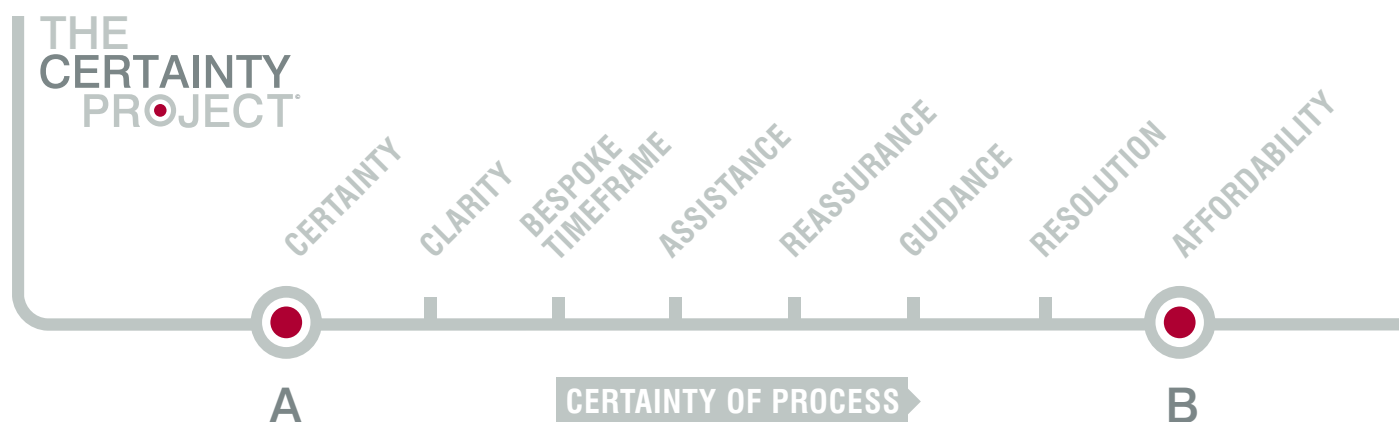 THE
CERTAINTY
PROJECT©
CERTAINTY
CLARITY
BESPOKE
TIMEFRAME
ASSISTANCE
REASSURANCE
GUIDANCE
RESOLUTION
AFFORDABILITY
A
CERTAINTY OF PROCESS
B